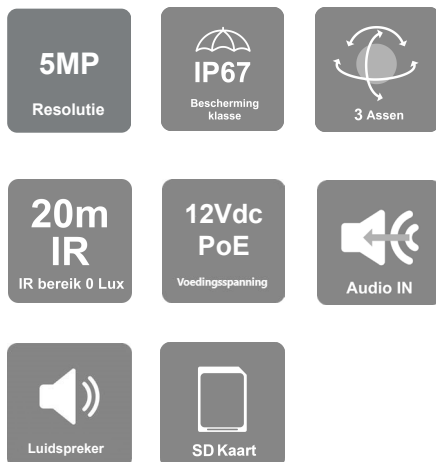 5MP
Resolutie
IP67
Bescherming
klasse
3 Assen
20m
IR
IR bereik 0 Lux
12Vdc
PoE
Voedingsspanning
Audio IN
Luidspreker
SD Kaart